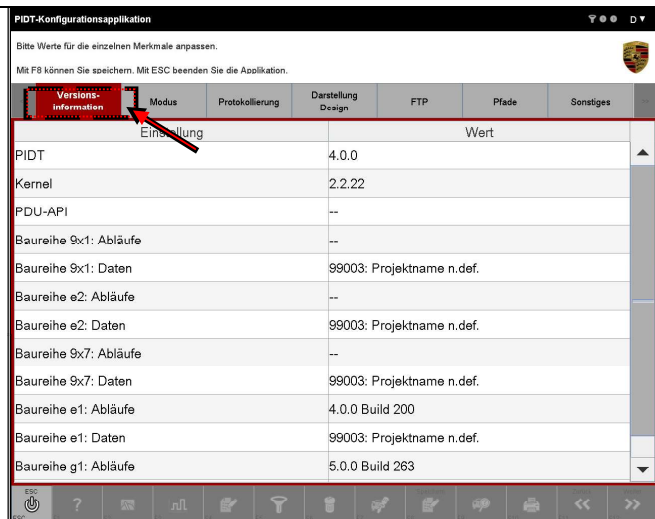 PIDT-Konfigurationsapplikation D
Bitte Werte für die einzelnen Merkmale anpassen.
Mit F8 können Sie speichern. Mit ESC beenden Sie die Applikation.
Versions-
information
Modus
Protokollierung
Darstellung
Design
FTP
Pfade
Sonstiges
Einstellung Wert
PIDT 4.0.0
Kernel 2.2.22
PDU-API --
Baureihe 9x1: Abläufe --
Baureihe 9x1: Daten 99003: Projektname n.def.
Baureihe e2: Abläufe --
Baureihe e2: Daten 99003: Projektname n.def.
Baureihe 9x7: Abläufe --
Baureihe 9x7: Daten 99003: Projektname n.def.
Baureihe e1: Abläufe 4.0.0 Build 200
Baureihe e1: Daten 99003: Projektname n.def.
Baureihe g1: Abläufe 5.0.0 Build 263
ESC
?
<< >>
ESC